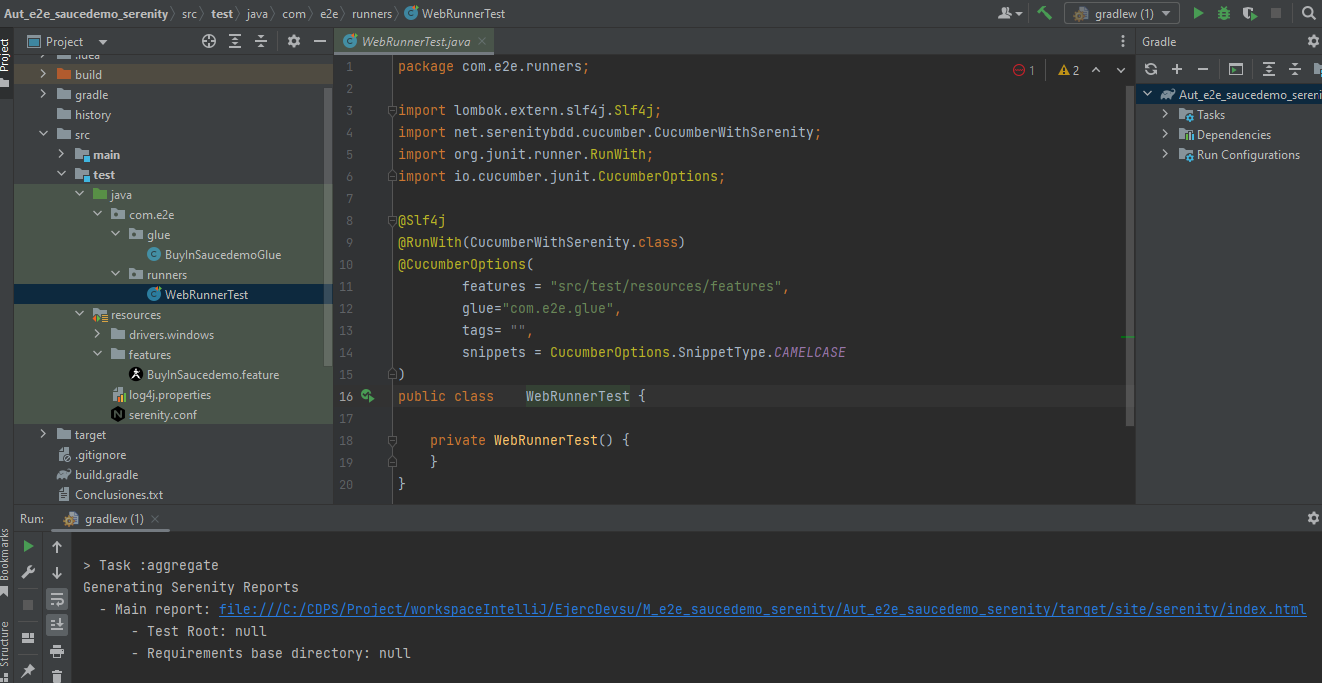 Aut_e2e_saucedemo_serenity src test java com e2e runners WebRunnerTest
gradlew (1)
Project
Project
.idea
build
gradle
history
src
main
test
java
com.e2e
glue
BuyInSaucedemoGlue
runners
WebRunnerTest
resources
drivers.windows
features
BuyInSaucedemo.feature
log4j.properties
serenity.conf
target
.gitignore
build.gradle
Conclusiones.txt
WebRunnerTest.java
1 2
1 package com.e2e.runners;
2
3 import lombok.extern.slf4j.Slf4j;
4 import net.serenitybdd.cucumber.CucumberWithSerenity;
5 import org.junit.runner.RunWith;
6 import io.cucumber.junit.CucumberOptions;
7
8 @Slf4j
9 @RunWith(CucumberWithSerenity.class)
10 @CucumberOptions(
11 features = "src/test/resources/features",
12 glue="com.e2e.glue",
13 tags= "",
14 snippets = CucumberOptions.SnippetType.CAMELCASE
15 )
16 public class    WebRunnerTest {
17
18 private WebRunnerTest() {
19 }
20 }
Gradle
Aut_e2e_saucedemo_sereni
Tasks
Dependencies
Run Configurations
Run: gradlew (1)
Bookmarks
Structure
> Task :aggregate
Generating Serenity Reports
- Main report: file:///C:/CDPS/Project/workspaceIntelliJ/EjercDevsu/M_e2e_saucedemo_serenity/Aut_e2e_saucedemo_serenity/target/site/serenity/index.html
- Test Root: null
- Requirements base directory: null